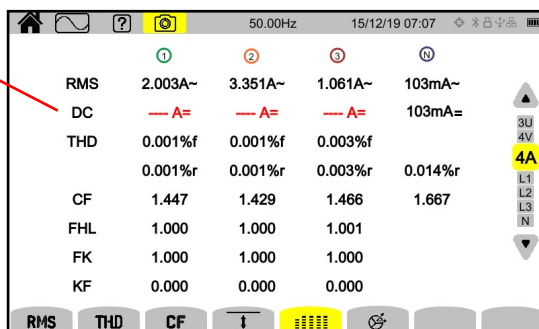 ? 50.00Hz 15/12/19 07:07
1 2 3 N
RMS 2.003A~ 3.351A~ 1.061A~ 103mA~
DC ---- A= ---- A= ---- A= 103mA=
THD 0.001%f 0.001%f 0.003%f
0.001%r 0.001%r 0.003%r 0.014%r
CF 1.447 1.429 1.466 1.667
FHL 1.000 1.000 1.001
FK 1.000 1.000 1.000
KF 0.000 0.000 0.000
3U
4V
4A
L1
L2
L3
N
RMS THD CF